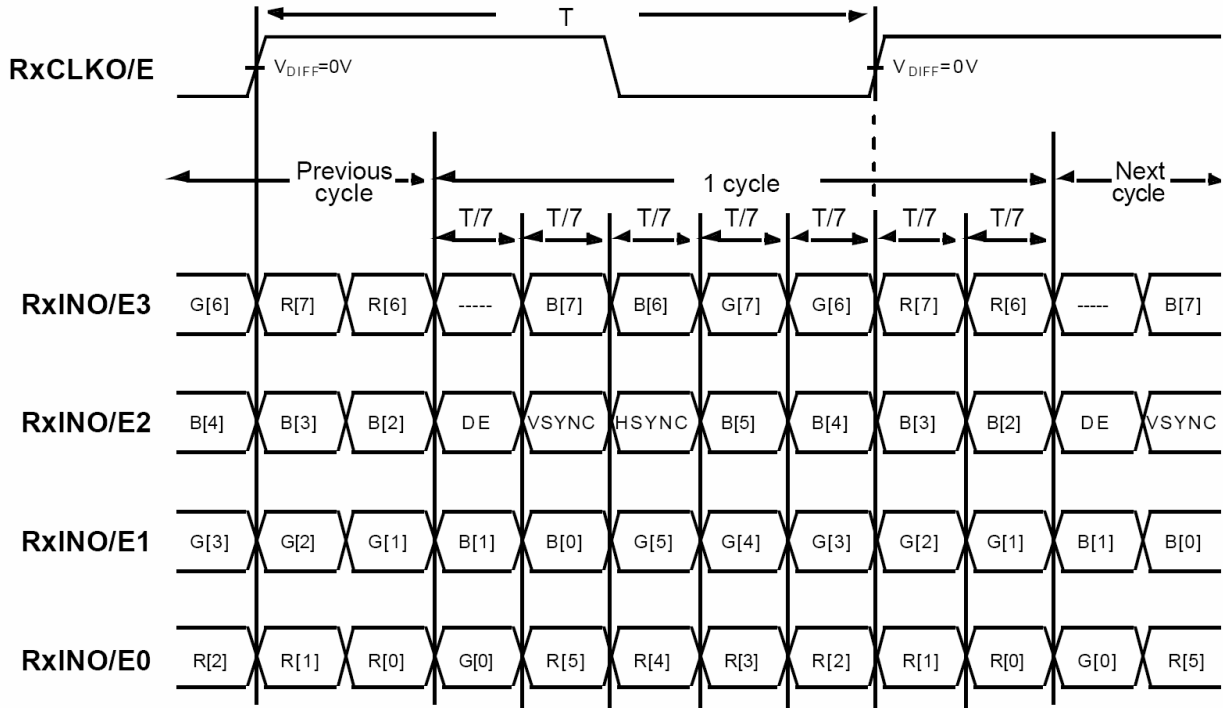 T
RxCLKO/E VDIFF=0V VDIFF=0V
Previous cycle 1 cycle Next cycle
T/7 T/7 T/7 T/7 T/7 T/7 T/7
RxINO/E3 G[6] R[7] R[6] ----- B[7] B[6] G[7] G[6] R[7] R[6] ----- B[7]
RxINO/E2 B[4] B[3] B[2] DE VSYNC HSYNC B[5] B[4] B[3] B[2] DE VSYNC
RxINO/E1 G[3] G[2] G[1] B[1] B[0] G[5] G[4] G[3] G[2] G[1] B[1] B[0]
RxINO/E0 R[2] R[1] R[0] G[0] R[5] R[4] R[3] R[2] R[1] R[0] G[0] R[5]